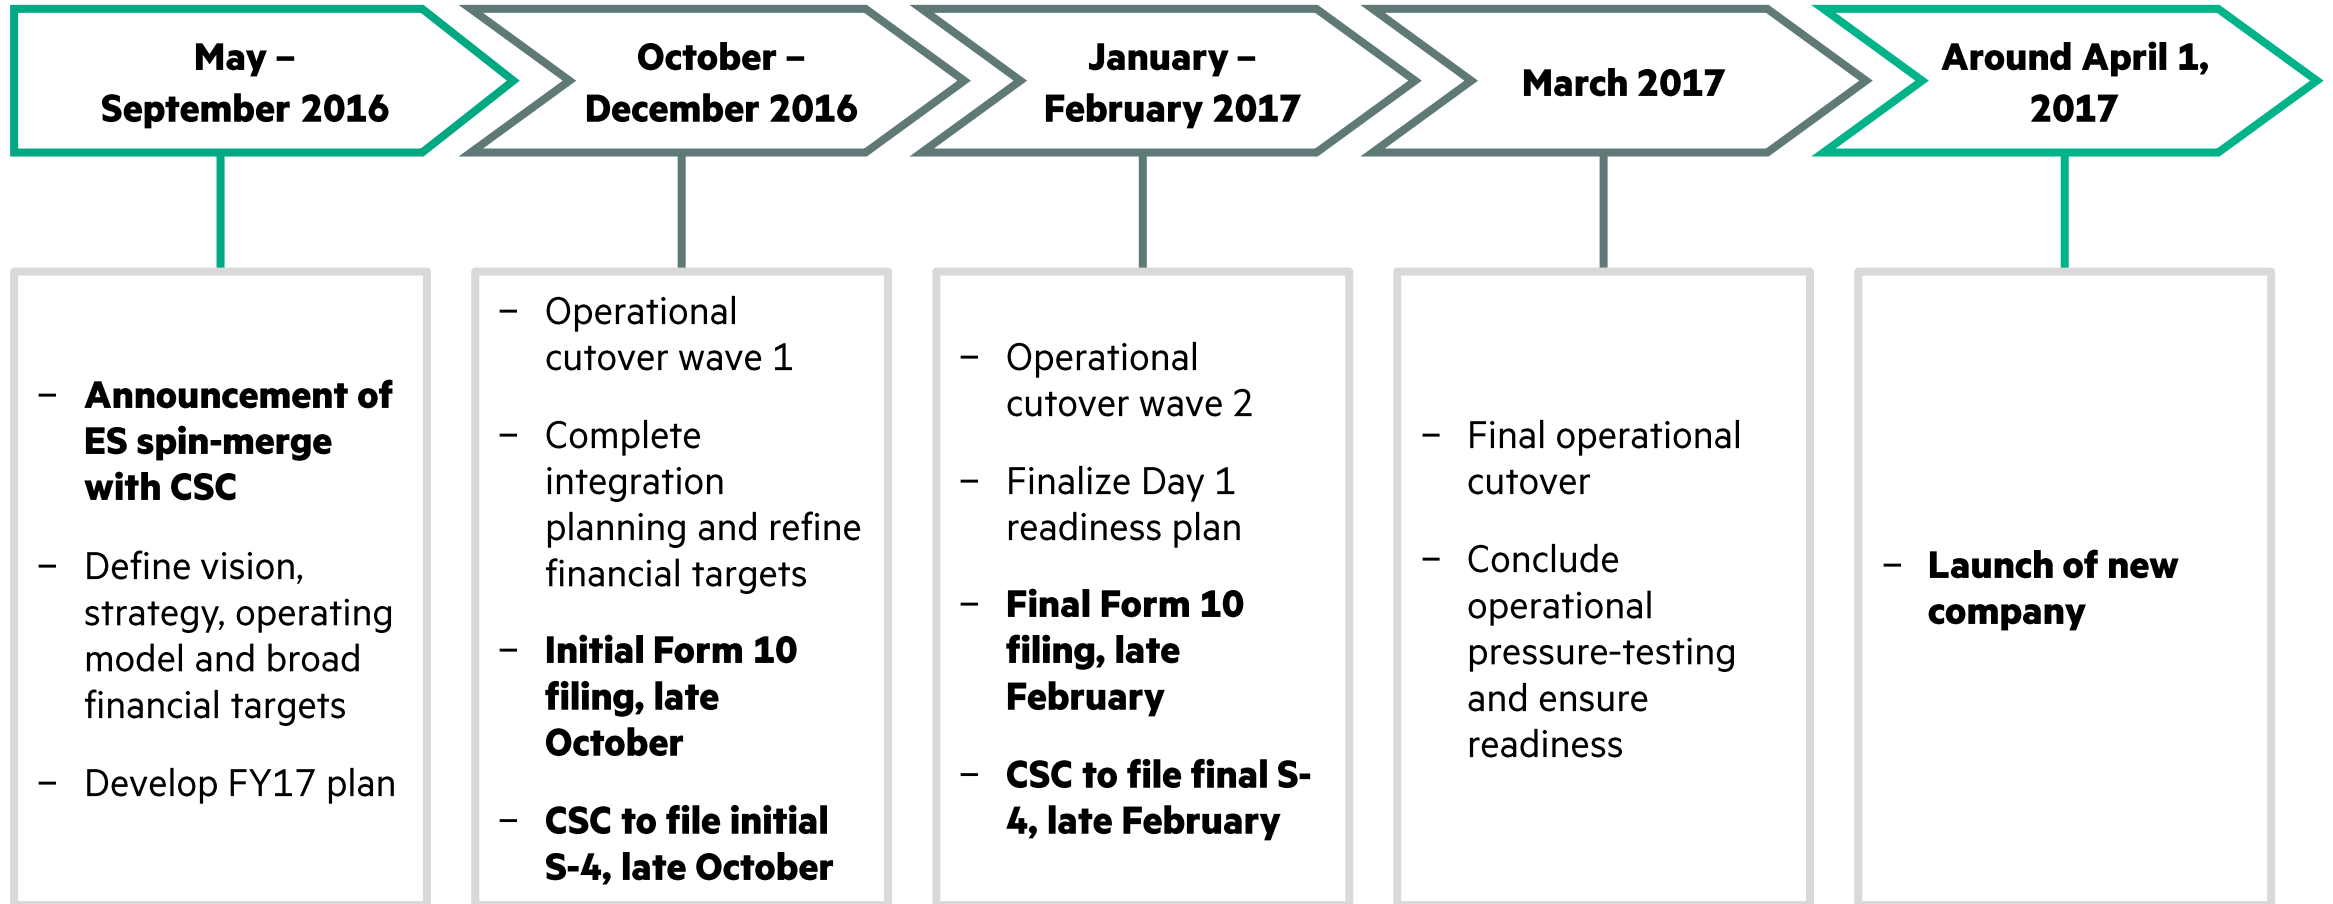 May –
September 2016
October –
December 2016
January –
February 2017
March 2017
Around April 1,
2017
– Announcement of
ES spin-merge
with CSC
– Define vision,
strategy, operating
model and broad
financial targets
– Develop FY17 plan
– Operational
cutover wave 1
– Complete
integration
planning and refine
financial targets
– Initial Form 10
filing, late
October
– CSC to file initial
S-4, late October
– Operational
cutover wave 2
– Finalize Day 1
readiness plan
– Final Form 10
filing, late
February
– CSC to file final S-
4, late February
– Final operational
cutover
– Conclude
operational
pressure-testing
and ensure
readiness
– Launch of new
company